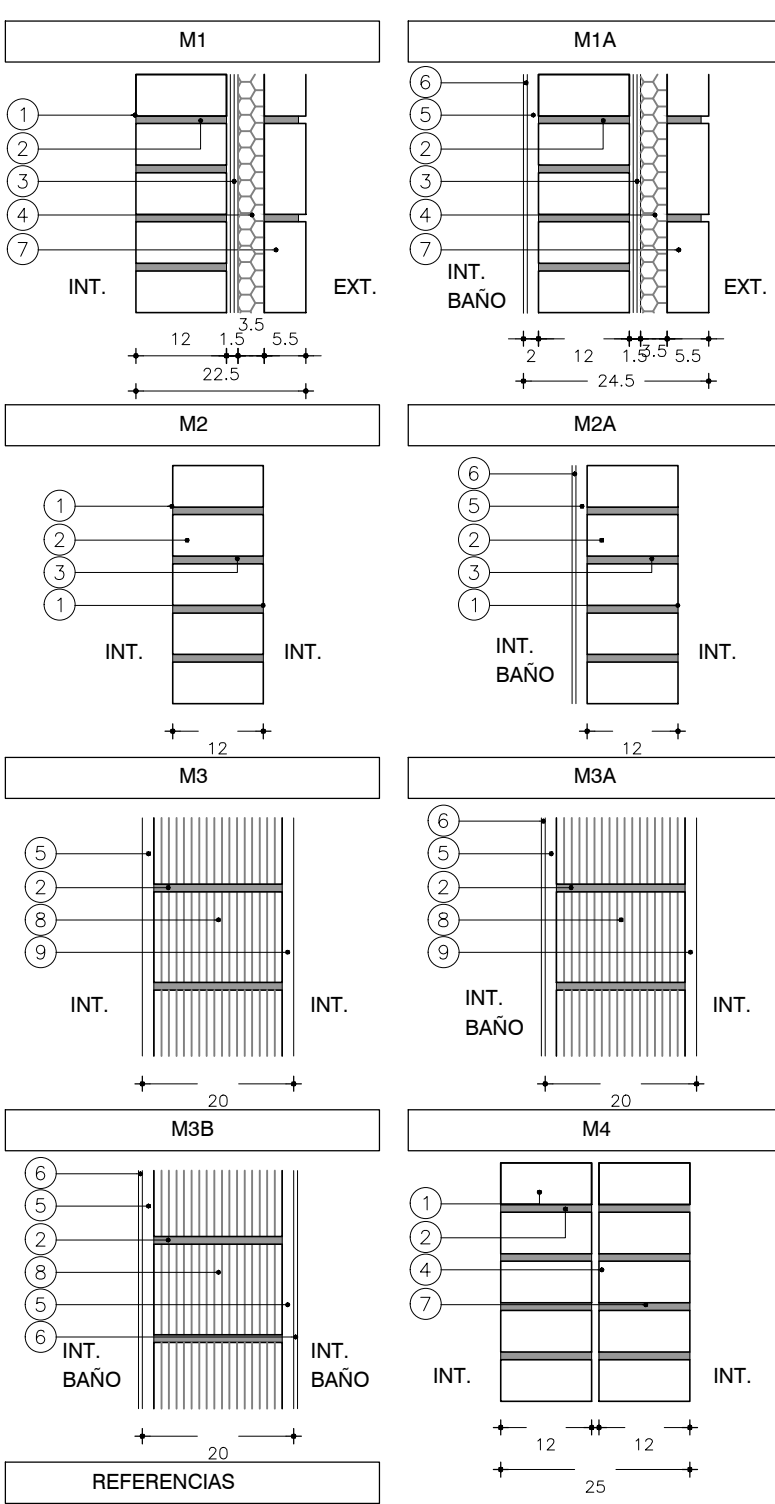 M1
1
2
3
4
7
INT.
EXT.
12
1.5
3.5
5.5
22.5
M1A
6
5
2
3
4
7
INT.
BAÑO
EXT.
2
12
1.5
3.5
5.5
24.5
M2
1
2
3
1
INT.
INT.
12
M2A
6
5
2
3
1
INT.
BAÑO
INT.
12
M3
5
2
8
9
INT.
INT.
20
M3A
6
5
2
8
9
INT.
BAÑO
INT.
20
M3B
6
5
2
8
5
6
INT.
BAÑO
INT.
BAÑO
20
M4
1
2
4
7
INT.
INT.
12
12
25
REFERENCIAS